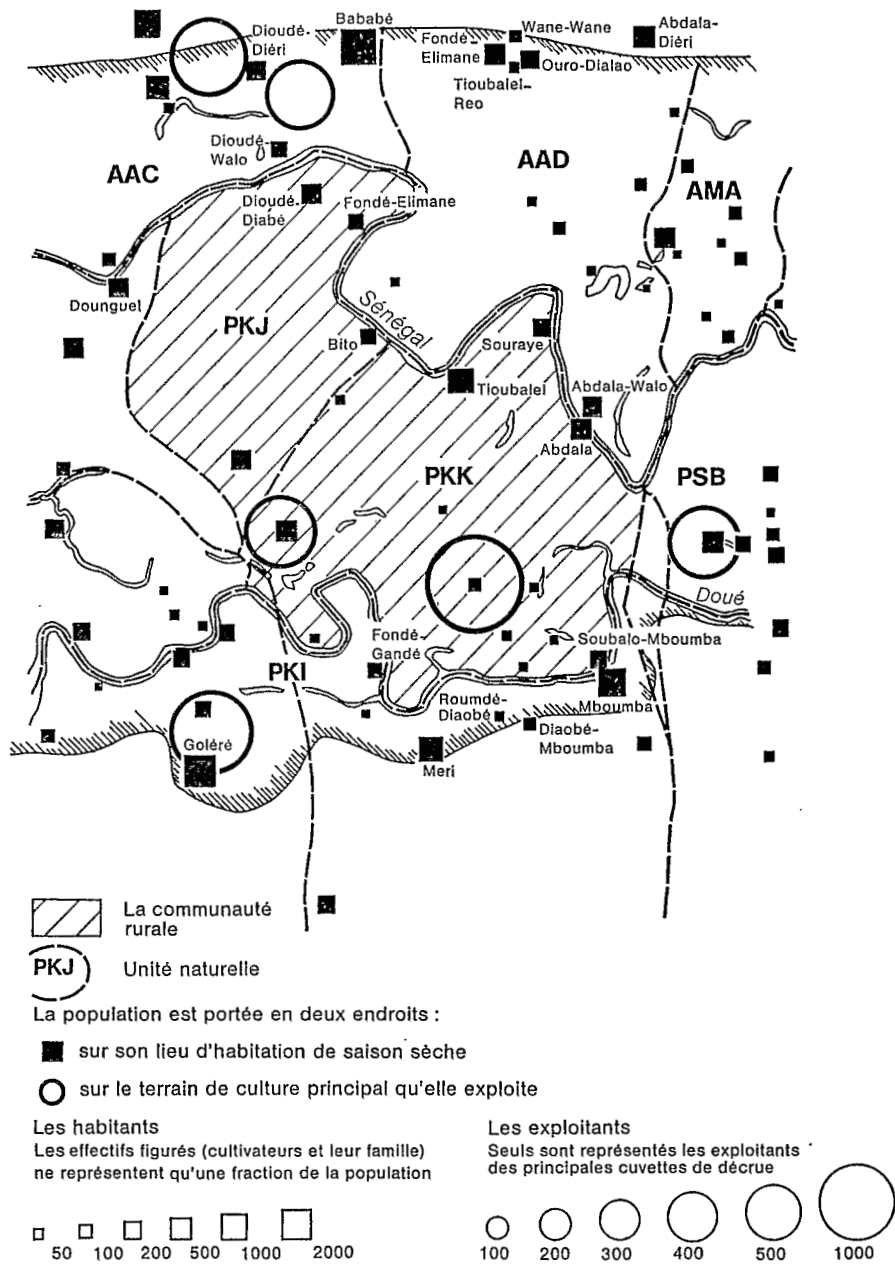 Dioudé-
Diéri
Bababé
Fondé-
Elimane
Wane-Wane
Ouro-Dialao
Tioubalel-
Reo
Abdala-
Diéri
Dioudé-
Walo
AAC
AAD
AMA
Dioudé-
Diabé
Fondé-Elimane
Dounguel
PKJ
Sénégal
Bito
Souraye
Tioubalel
Abdala-Walo
Abdala
PKK
PSB
Doué
Fondé-
Gandé
Soubalo-Mboumba
PKI
Roumdé-
Diaobé
Mboumba
Diaobé-
Mboumba
Goléré
Meri
La communauté
rurale
PKJ
Unité naturelle
La population est portée en deux endroits :
sur son lieu d'habitation de saison sèche
sur le terrain de culture principal qu'elle exploite
Les habitants
Les effectifs figurés (cultivateurs et leur famille)
ne représentent qu'une fraction de la population
50 100 200 500 1000 2000
Les exploitants
Seuls sont représentés les exploitants
des principales cuvettes de décrue
100 200 300 400 500 1000